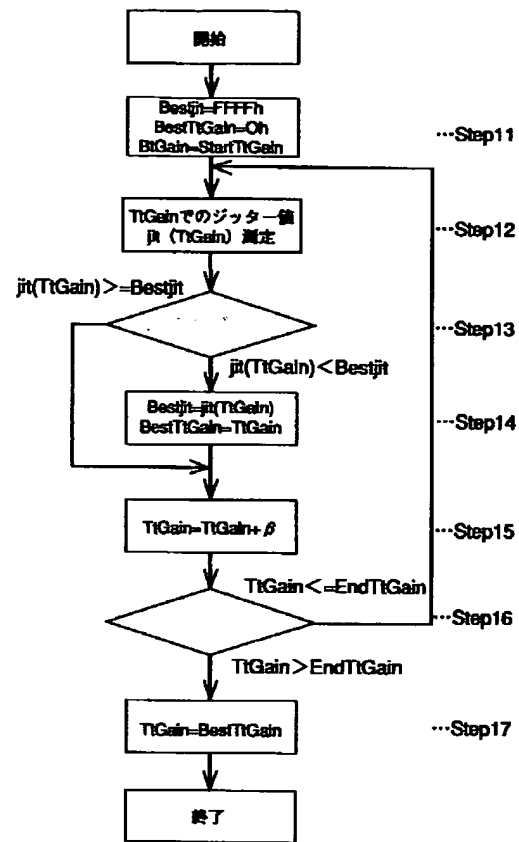 開始
Bestjit=FFFFh
BestTtGain=0h
BtGain=StartTtGain
…Step11
TtGainでのジッター値
jit (TtGain) 測定
…Step12
jit(TtGain)>=Bestjit
…Step13
jit(TtGain)<Bestjit
Bestjit=jit(TtGain)
BestTtGain=TtGain
…Step14
TtGain=TtGain+β
…Step15
TtGain<=EndTtGain
…Step16
TtGain>EndTtGain
TtGain=BestTtGain
…Step17
終了